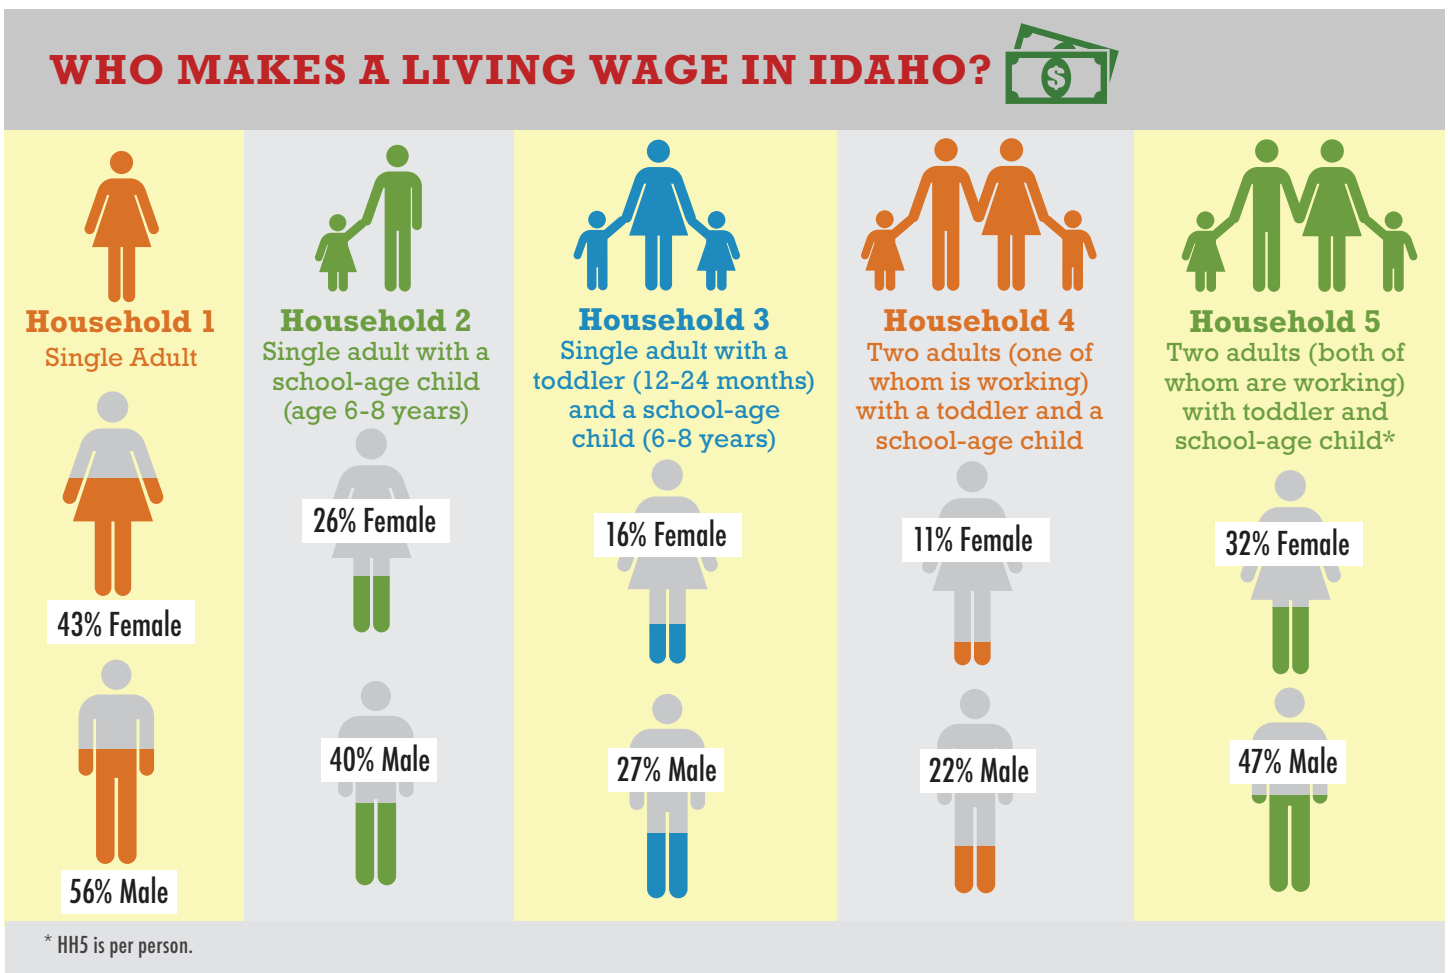 WHO MAKES A LIVING WAGE IN IDAHO?
$
Household 1
Single Adult
43% Female
56% Male
Household 2
Single adult with a
school-age child
(age 6-8 years)
26% Female
40% Male
Household 3
Single adult with a
toddler (12-24 months)
and a school-age
child (6-8 years)
16% Female
27% Male
Household 4
Two adults (one of
whom is working)
with a toddler and a
school-age child
11% Female
22% Male
Household 5
Two adults (both of
whom are working)
with toddler and
school-age child*
32% Female
47% Male
* HH5 is per person.